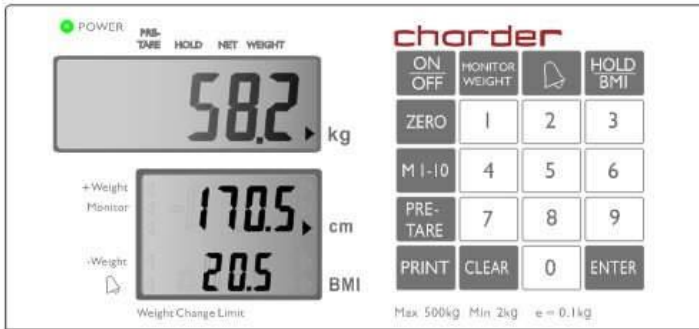 POWER
PRE-TARE HOLD NET WEIGHT
58.2 kg
+Weight
Monitor
170.5 cm
-Weight
20.5 BMI
Weight Change Limit
charder
ON/OFF MONITOR WEIGHT HOLD/BMI
ZERO 1 2 3
M1-10 4 5 6
PRE-TARE 7 8 9
PRINT CLEAR 0 ENTER
Max 500kg Min 2kg e = 0.1kg